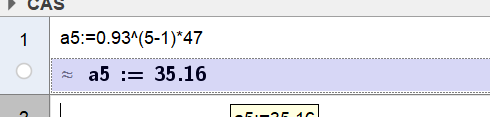 CAS
1
a5:=0.93^(5-1)*47
≈ a5 := 35.16
2
a5:=35.16